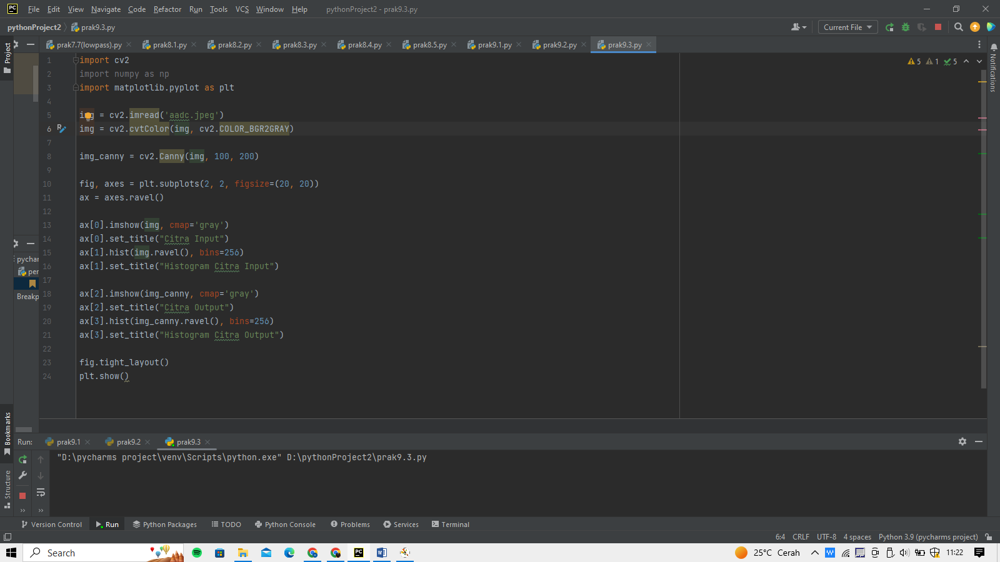 PC File Edit View Navigate Code Refactor Run Tools VCS Window Help pythonProject2 - prak9.3.py
pythonProject2 prak9.3.py Current File
Project
prak7.7(lowpass).py prak8.1.py prak8.2.py prak8.3.py prak8.4.py prak8.5.py prak9.1.py prak9.2.py prak9.3.py
Notifications
5 1 5
1 import cv2
2 import numpy as np
3 import matplotlib.pyplot as plt
4
5 img = cv2.imread('aadc.jpeg')
6 img = cv2.cvtColor(img, cv2.COLOR_BGR2GRAY)
7
8 img_canny = cv2.Canny(img, 100, 200)
9
10 fig, axes = plt.subplots(2, 2, figsize=(20, 20))
11 ax = axes.ravel()
12
13 ax[0].imshow(img, cmap='gray')
14 ax[0].set_title("Citra Input")
15 ax[1].hist(img.ravel(), bins=256)
16 ax[1].set_title("Histogram Citra Input")
17
18 ax[2].imshow(img_canny, cmap='gray')
19 ax[2].set_title("Citra Output")
20 ax[3].hist(img_canny.ravel(), bins=256)
21 ax[3].set_title("Histogram Citra Output")
22
23 fig.tight_layout()
24 plt.show()
pychar
per
Breakp
Bookmarks
Structure
Run: prak9.1 prak9.2 prak9.3
"D:\pycharms project\venv\Scripts\python.exe" D:\pythonProject2\prak9.3.py
Version Control Run Python Packages TODO Python Console Problems Services Terminal
6:4 CRLF UTF-8 4 spaces Python 3.9 (pycharms project)
Search PC 25°C Cerah 11:22